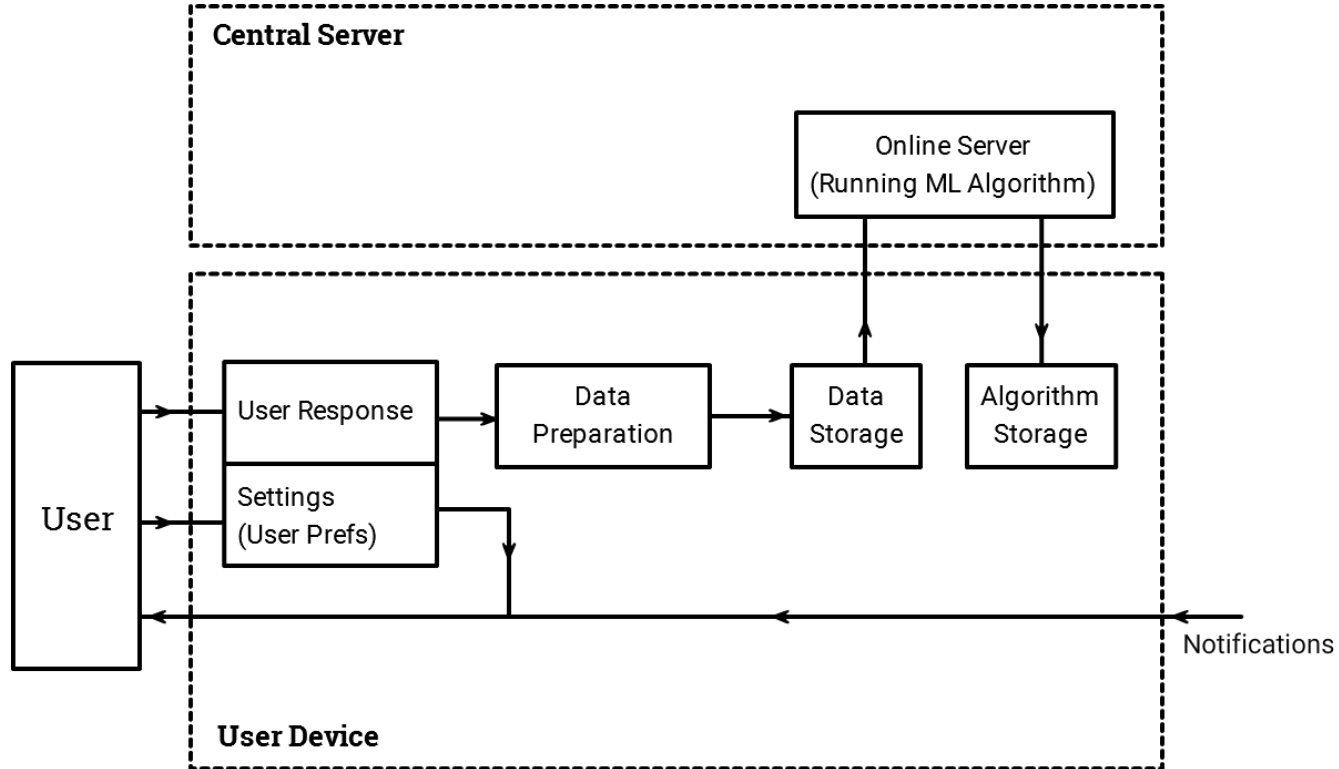 Central Server
Online Server
(Running ML Algorithm)
User
User Response
Settings
(User Prefs)
Data
Preparation
Data
Storage
Algorithm
Storage
Notifications
User Device